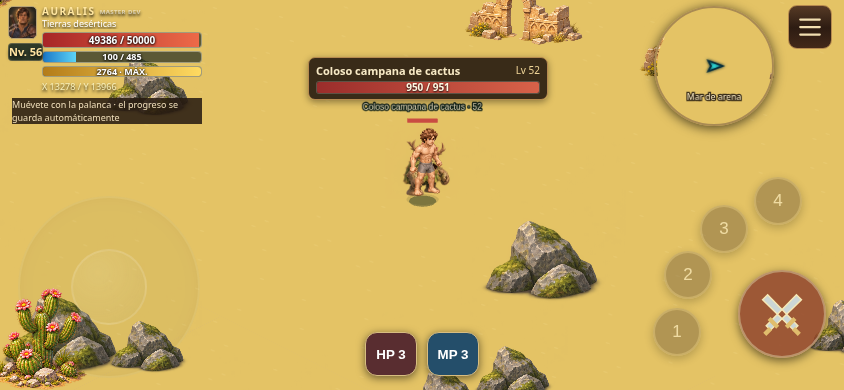 AURALIS MASTER DEV
Tierras desérticas
49386 / 50000
Nv. 56
100 / 485
2764 · MAX.
X 13278 / Y 13966
Muévete con la palanca · el progreso se
guarda automáticamente
Coloso campana de cactus Lv 52
950 / 951
Coloso campana de cactus · 52
Mar de arena
4
3
2
1
HP 3
MP 3